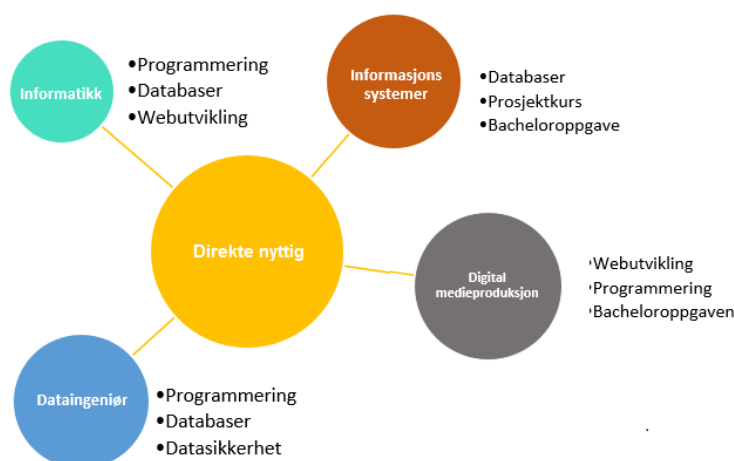 Informatikk
•Programmering
•Databaser
•Webutvikling
Informasjons
systemer
•Databaser
•Prosjektkurs
•Bacheloroppgave
Direkte nyttig
Digital
medieproduksjon
•Webutvikling
•Programmering
•Bacheloroppgaven
Dataingeniør
•Programmering
•Databaser
•Datasikkerhet
.